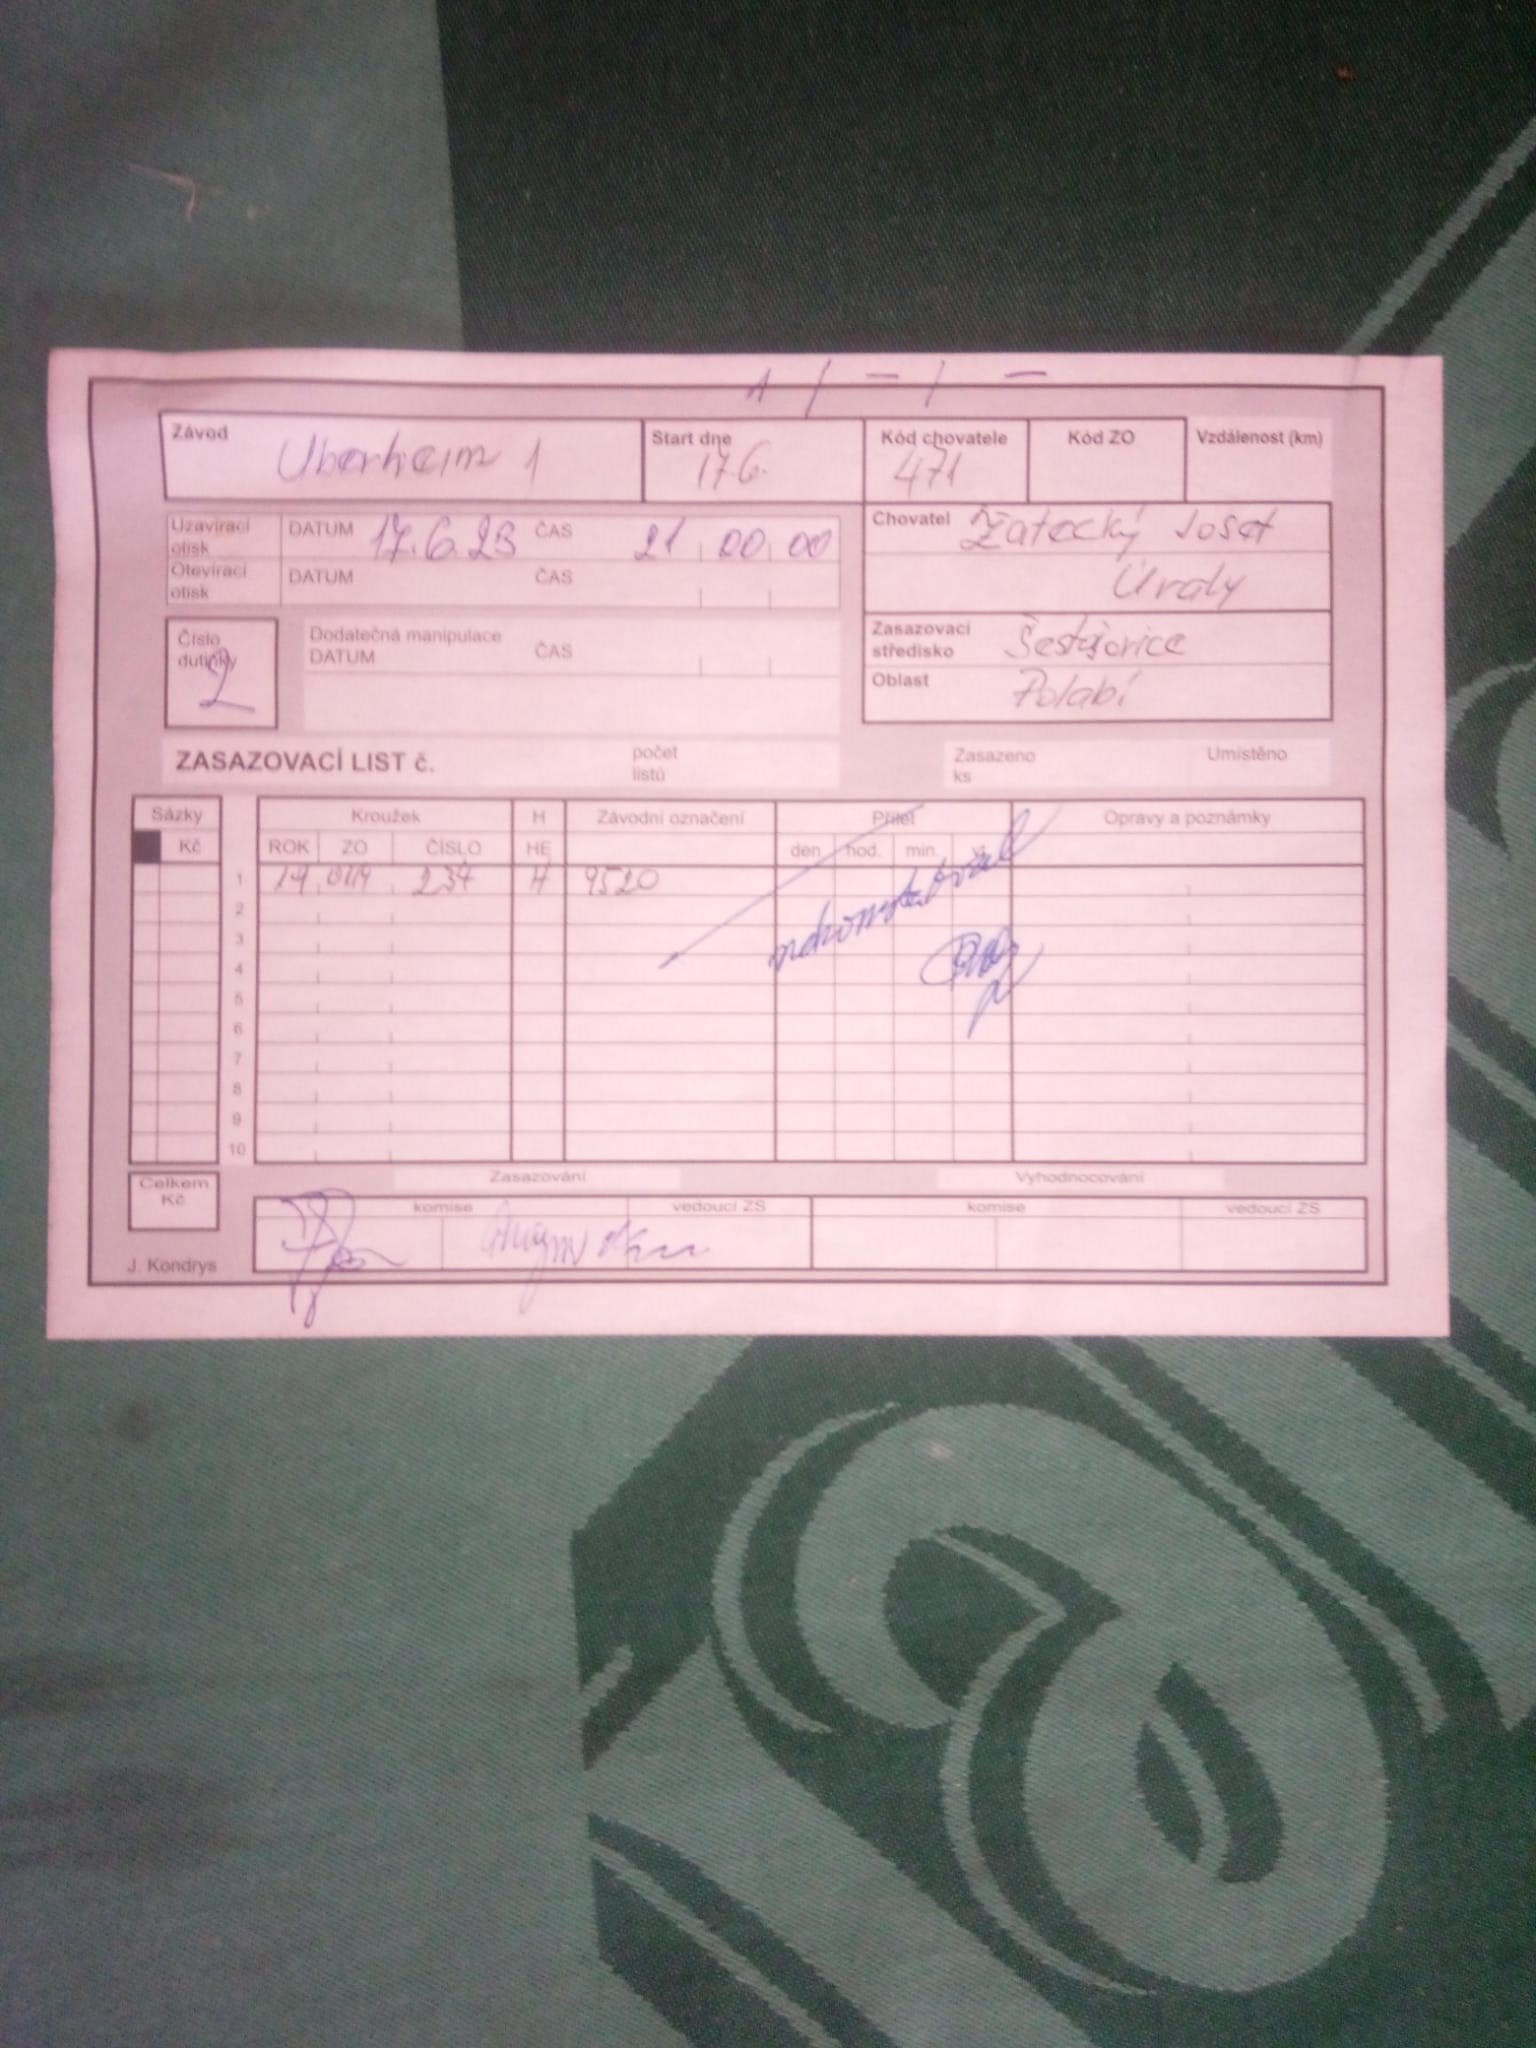 1 / - / -
Závod Uberheim 1 Start dne 17.6. Kód chovatele 471 Kód ZO Vzdálenost (km)
Uzavírací otisk DATUM 17.6.23 ČAS 21 00 00
Otevírací otisk DATUM ČAS
Chovatel Žatecký Josef
Úvaly
Číslo dutinky 2
Dodatečná manipulace
DATUM ČAS
Zasazovací středisko Šestajovice
Oblast Polabí
ZASAZOVACÍ LIST č. počet listů Zasazeno ks Umístěno
Sázky Kroužek H Závodní označení Přílet Opravy a poznámky
Kč ROK ZO ČÍSLO HE den hod. min. v.
1 19 0119 237 H 9520
2
3
4
5
6
7
8
9
10
Celkem Kč
Zasazování Vyhodnocování
komise vedoucí ZS komise vedoucí ZS
J. Kondrys